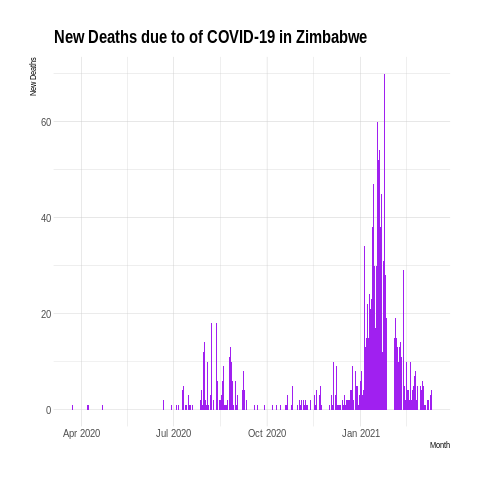 New Deaths due to of COVID-19 in Zimbabwe
New Deaths
60
40
20
0
Apr 2020
Jul 2020
Oct 2020
Jan 2021
Month